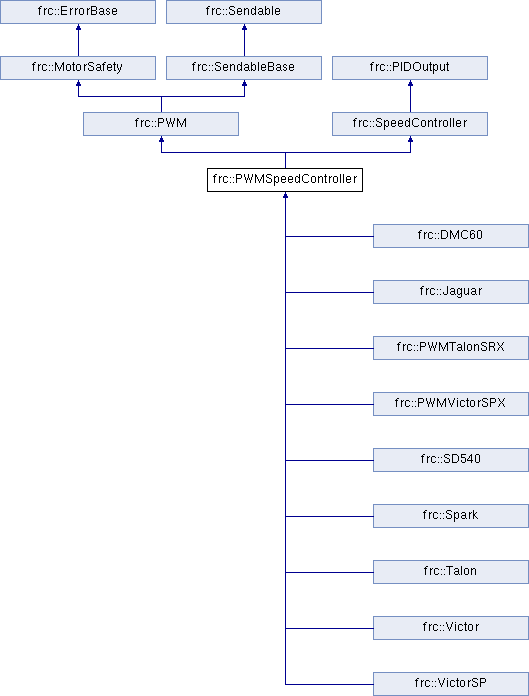 frc::ErrorBase
frc::Sendable
frc::MotorSafety
frc::SendableBase
frc::PIDOutput
frc::PWM
frc::SpeedController
frc::PWMSpeedController
frc::DMC60
frc::Jaguar
frc::PWMTalonSRX
frc::PWMVictorSPX
frc::SD540
frc::Spark
frc::Talon
frc::Victor
frc::VictorSP